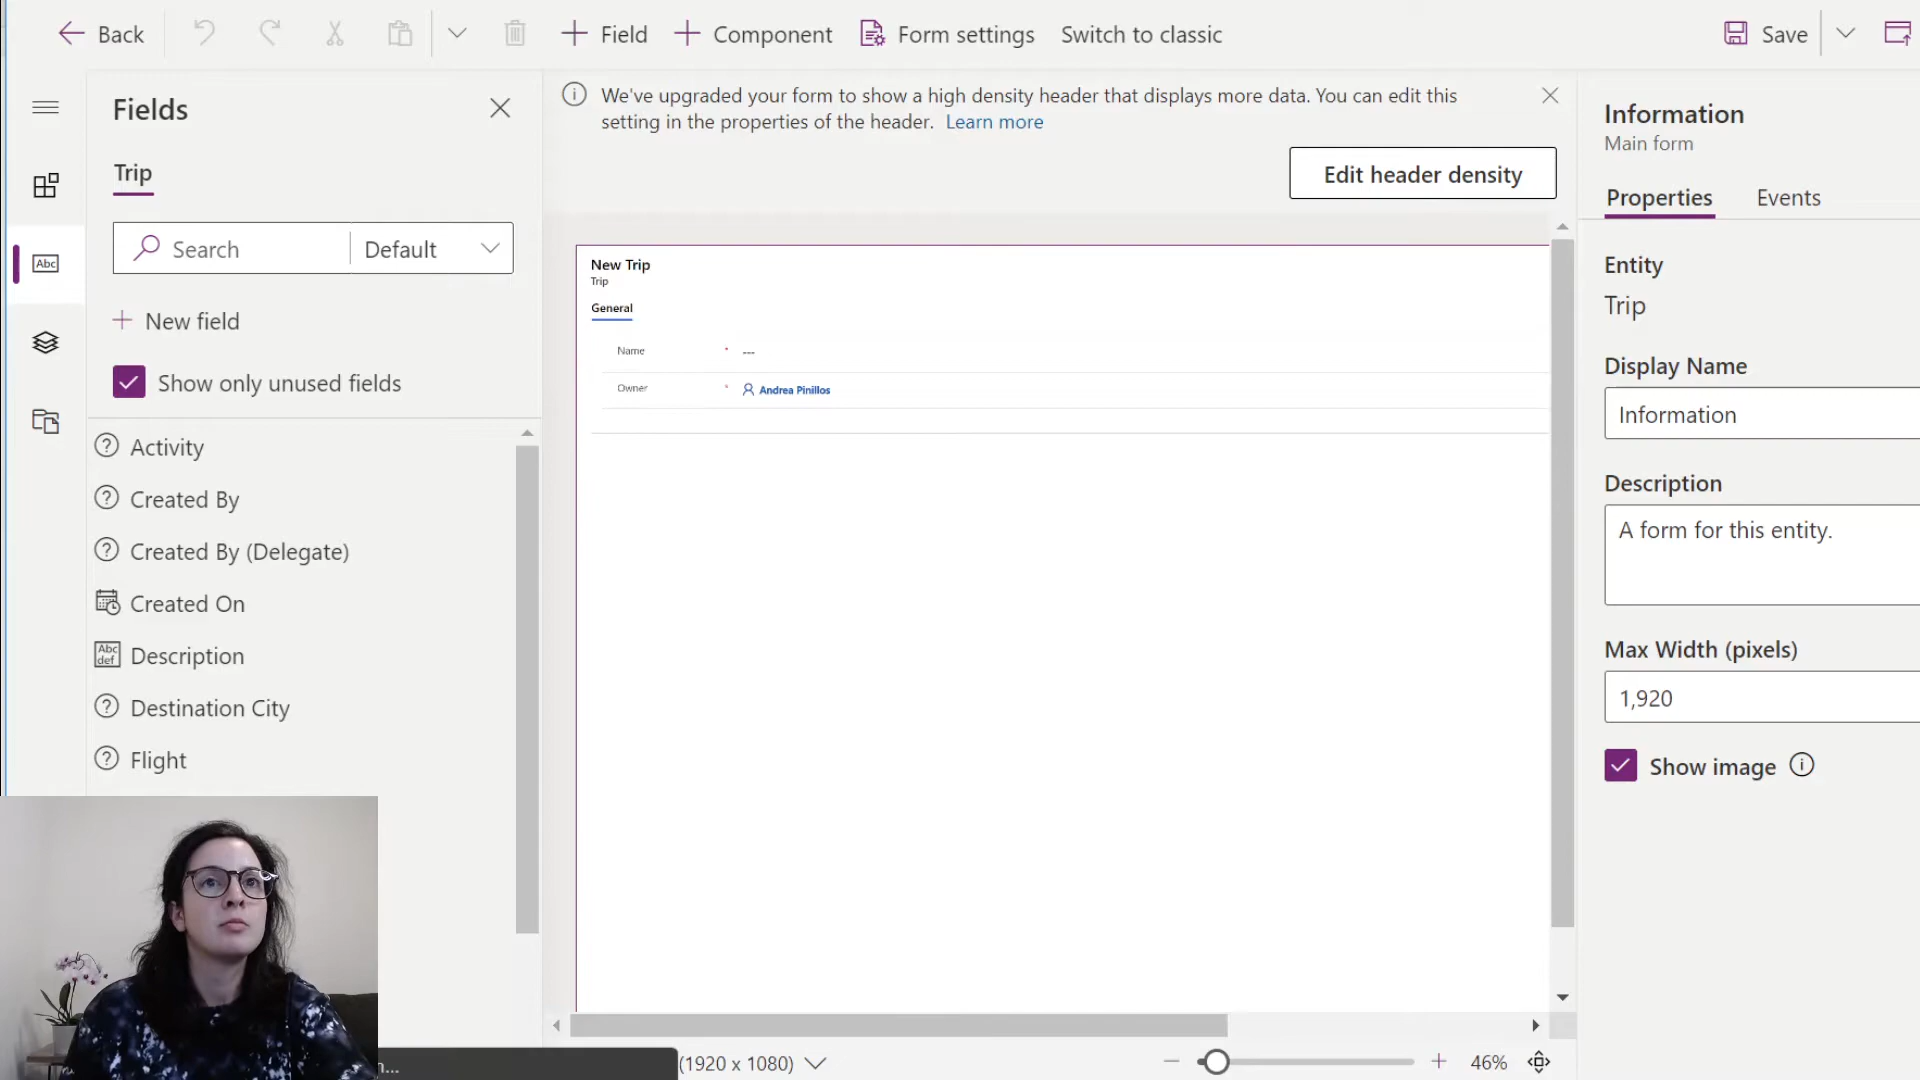 Back
Field
Component
Form settings
Switch to classic
Save
Fields
Trip
Search
Default
New field
Show only unused fields
Activity
Created By
Created By (Delegate)
Created On
Abc
def
Description
Destination City
Flight
Abc
We've upgraded your form to show a high density header that displays more data. You can edit this
setting in the properties of the header. Learn more
Edit header density
New Trip
Trip
General
Name * ---
Owner * Andrea Pinillos
(1920 x 1080)
46%
Information
Main form
Properties
Events
Entity
Trip
Display Name
Information
Description
A form for this entity.
Max Width (pixels)
1,920
Show image